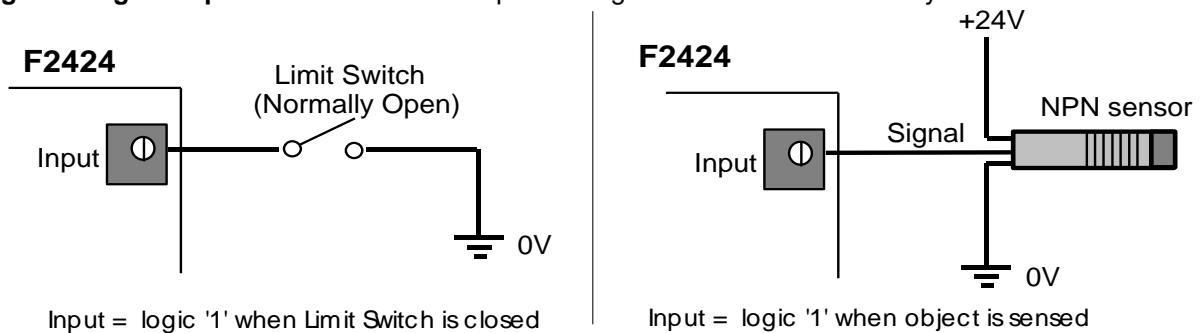 F2424
Limit Switch
(Normally Open)
Input
0V
Input = logic '1' when Limit Switch is closed
+24V
F2424
NPN sensor
Signal
Input
0V
Input = logic '1' when object is sensed